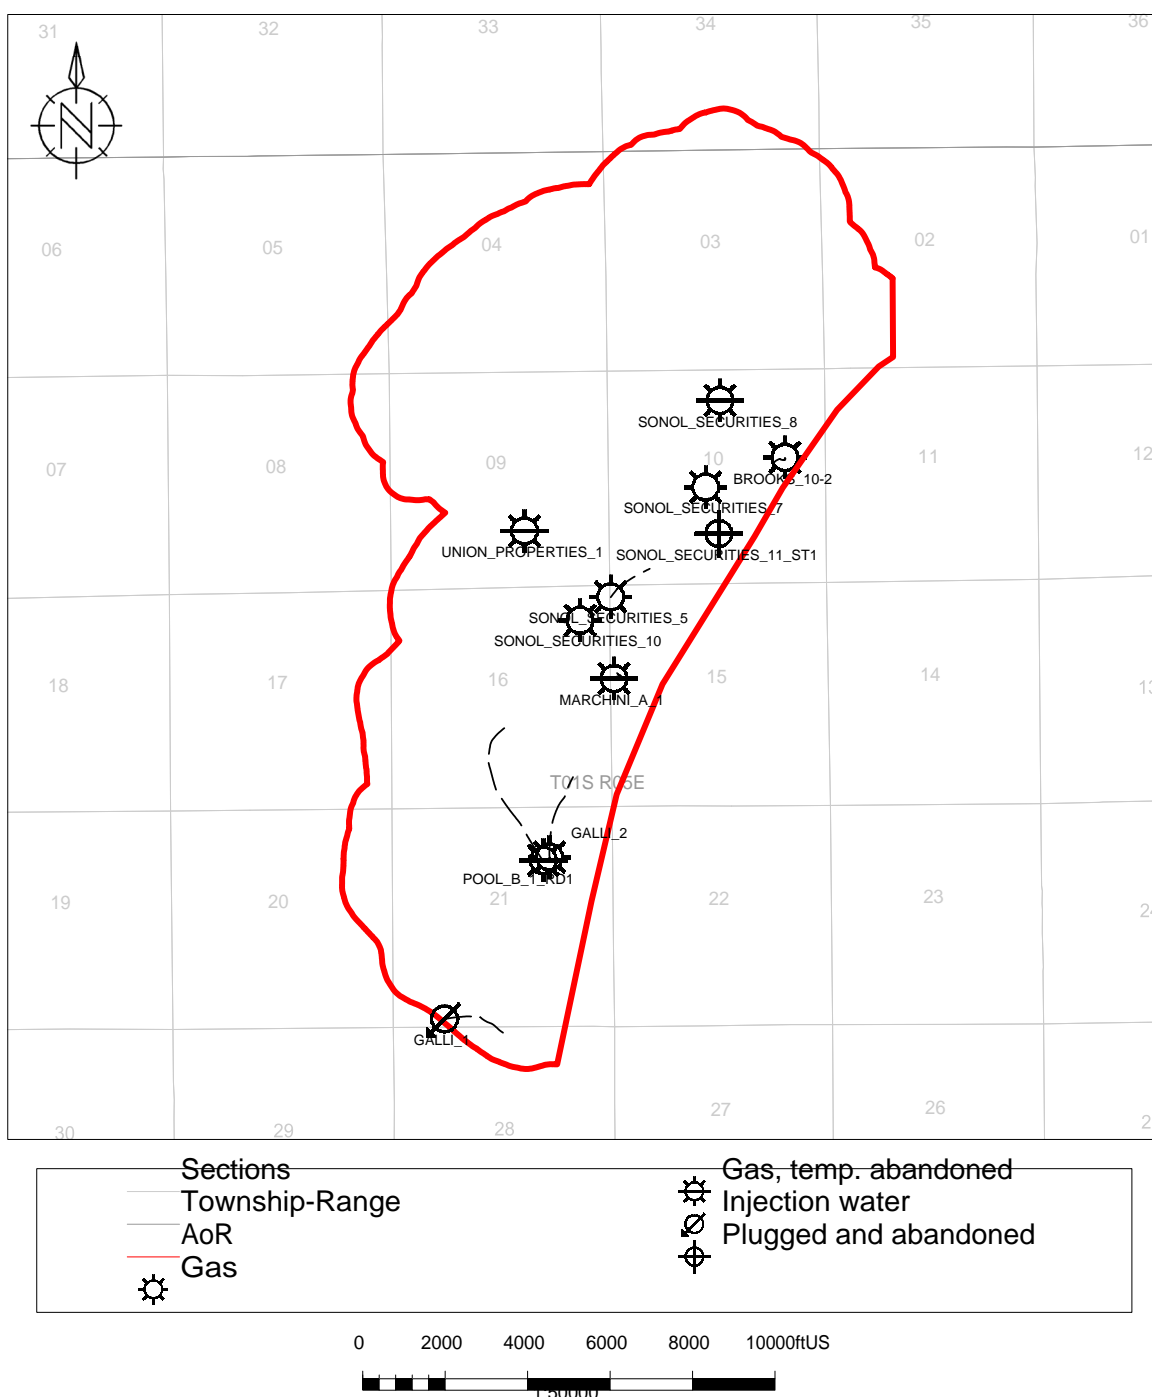 31 32 33 34 35 36
N
06 05 04 03 02 01
SONOL_SECURITIES_8
07 08 09 10 11 12
BROOKS_10-2
SONOL_SECURITIES_7
UNION_PROPERTIES_1
SONOL_SECURITIES_11_ST1
SONOL_SECURITIES_5
SONOL_SECURITIES_10
18 17 16 15 14 13
MARCHINI_A_1
T01S R05E
GALLI_2
POOL_B_1_RD1
19 20 21 22 23 24
GALLI_1
30 29 28 27 26 2
Sections
Township-Range
AoR
Gas
Gas, temp. abandoned
Injection water
Plugged and abandoned
0 2000 4000 6000 8000 10000ftUS
1:50000